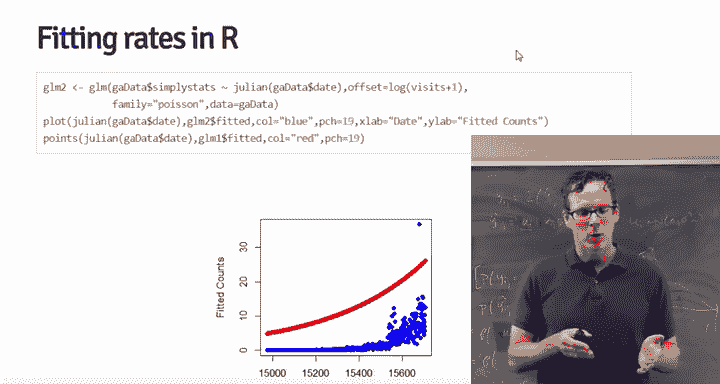 Fitting rates in R
glm2 <- glm(gaData$simplystats ~ julian(gaData$date),offset=log(visits+1),
family="poisson",data=gaData)
plot(julian(gaData$date),glm2$fitted,col="blue",pch=19,xlab="Date",ylab="Fitted Counts")
points(julian(gaData$date),glm1$fitted,col="red",pch=19)
Fitted Counts
30
20
10
0
15000 15200 15400 15600